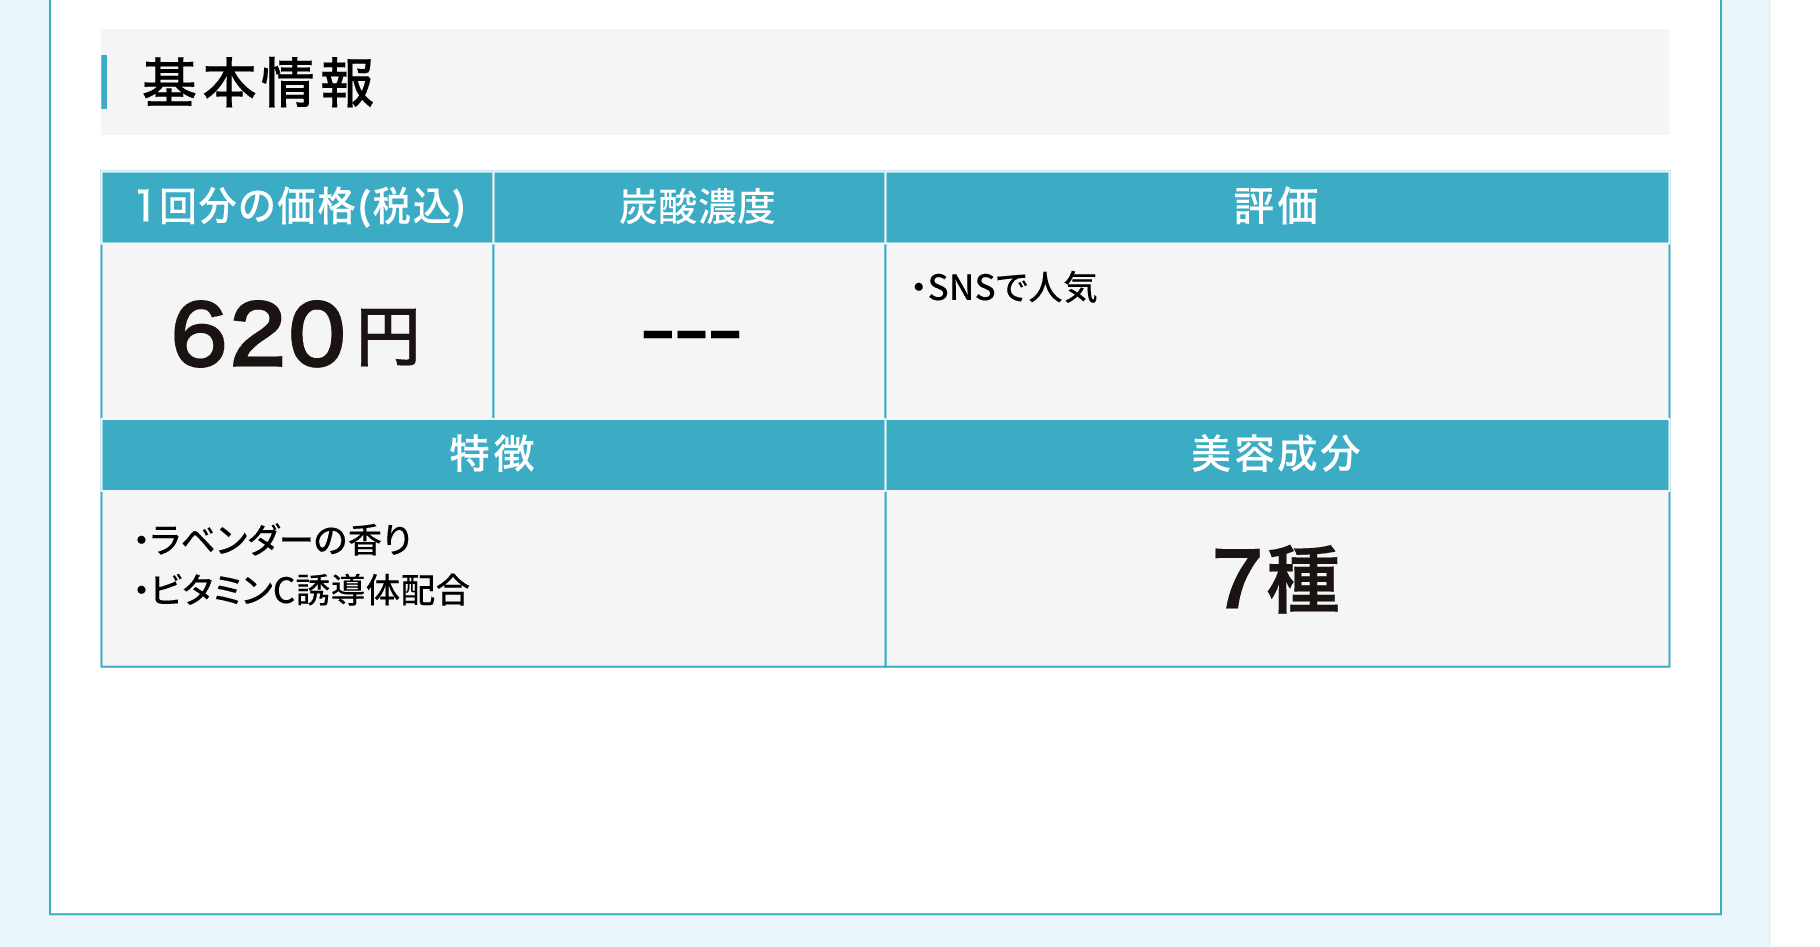 基本情報
1回分の価格(税込)
炭酸濃度
評価
620円
---
・SNSで人気
特徴
美容成分
・ラベンダーの香り
・ビタミンC誘導体配合
7種